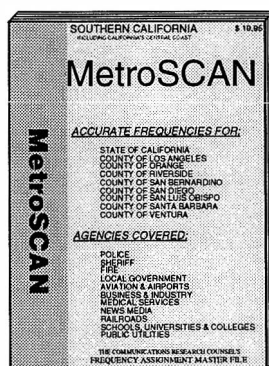 SOUTHERN CALIFORNIA $ 19.95
INCLUDING CALIFORNIA'S CENTRAL COAST
MetroSCAN
MetroSCAN
ACCURATE FREQUENCIES FOR:
STATE OF CALIFORNIA
COUNTY OF LOS ANGELES
COUNTY OF ORANGE
COUNTY OF RIVERSIDE
COUNTY OF SAN BERNARDINO
COUNTY OF SAN DIEGO
COUNTY OF SAN LUIS OBISPO
COUNTY OF SANTA BARBARA
COUNTY OF VENTURA
AGENCIES COVERED:
POLICE
SHERIFF
FIRE
LOCAL GOVERNMENT
AVIATION & AIRPORTS
BUSINESS & INDUSTRY
MEDICAL SERVICES
NEWS MEDIA
RAILROADS
SCHOOLS, UNIVERSITIES & COLLEGES
PUBLIC UTILITIES
THE COMMUNICATIONS RESEARCH COUNSEL'S
FREQUENCY ASSIGNMENT MASTER FILE